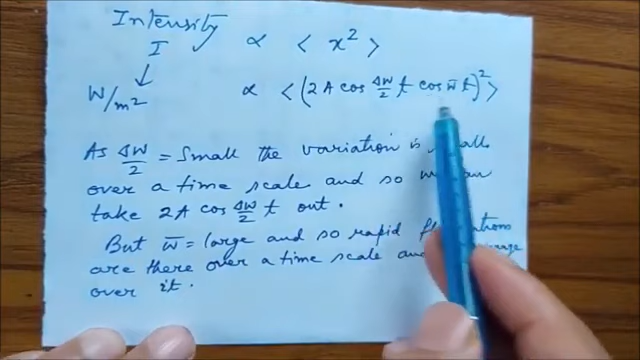 Intensity
I ∝ < x² >
↓
W/m² ∝ < (2 A cos Δw/2 t cos w̄ t)² >
As Δw/2 = Small the variation is
over a time scale and so
take 2A cos Δw/2 t out.
But w̄ = large and so rapid
are there over a time scale
over it.